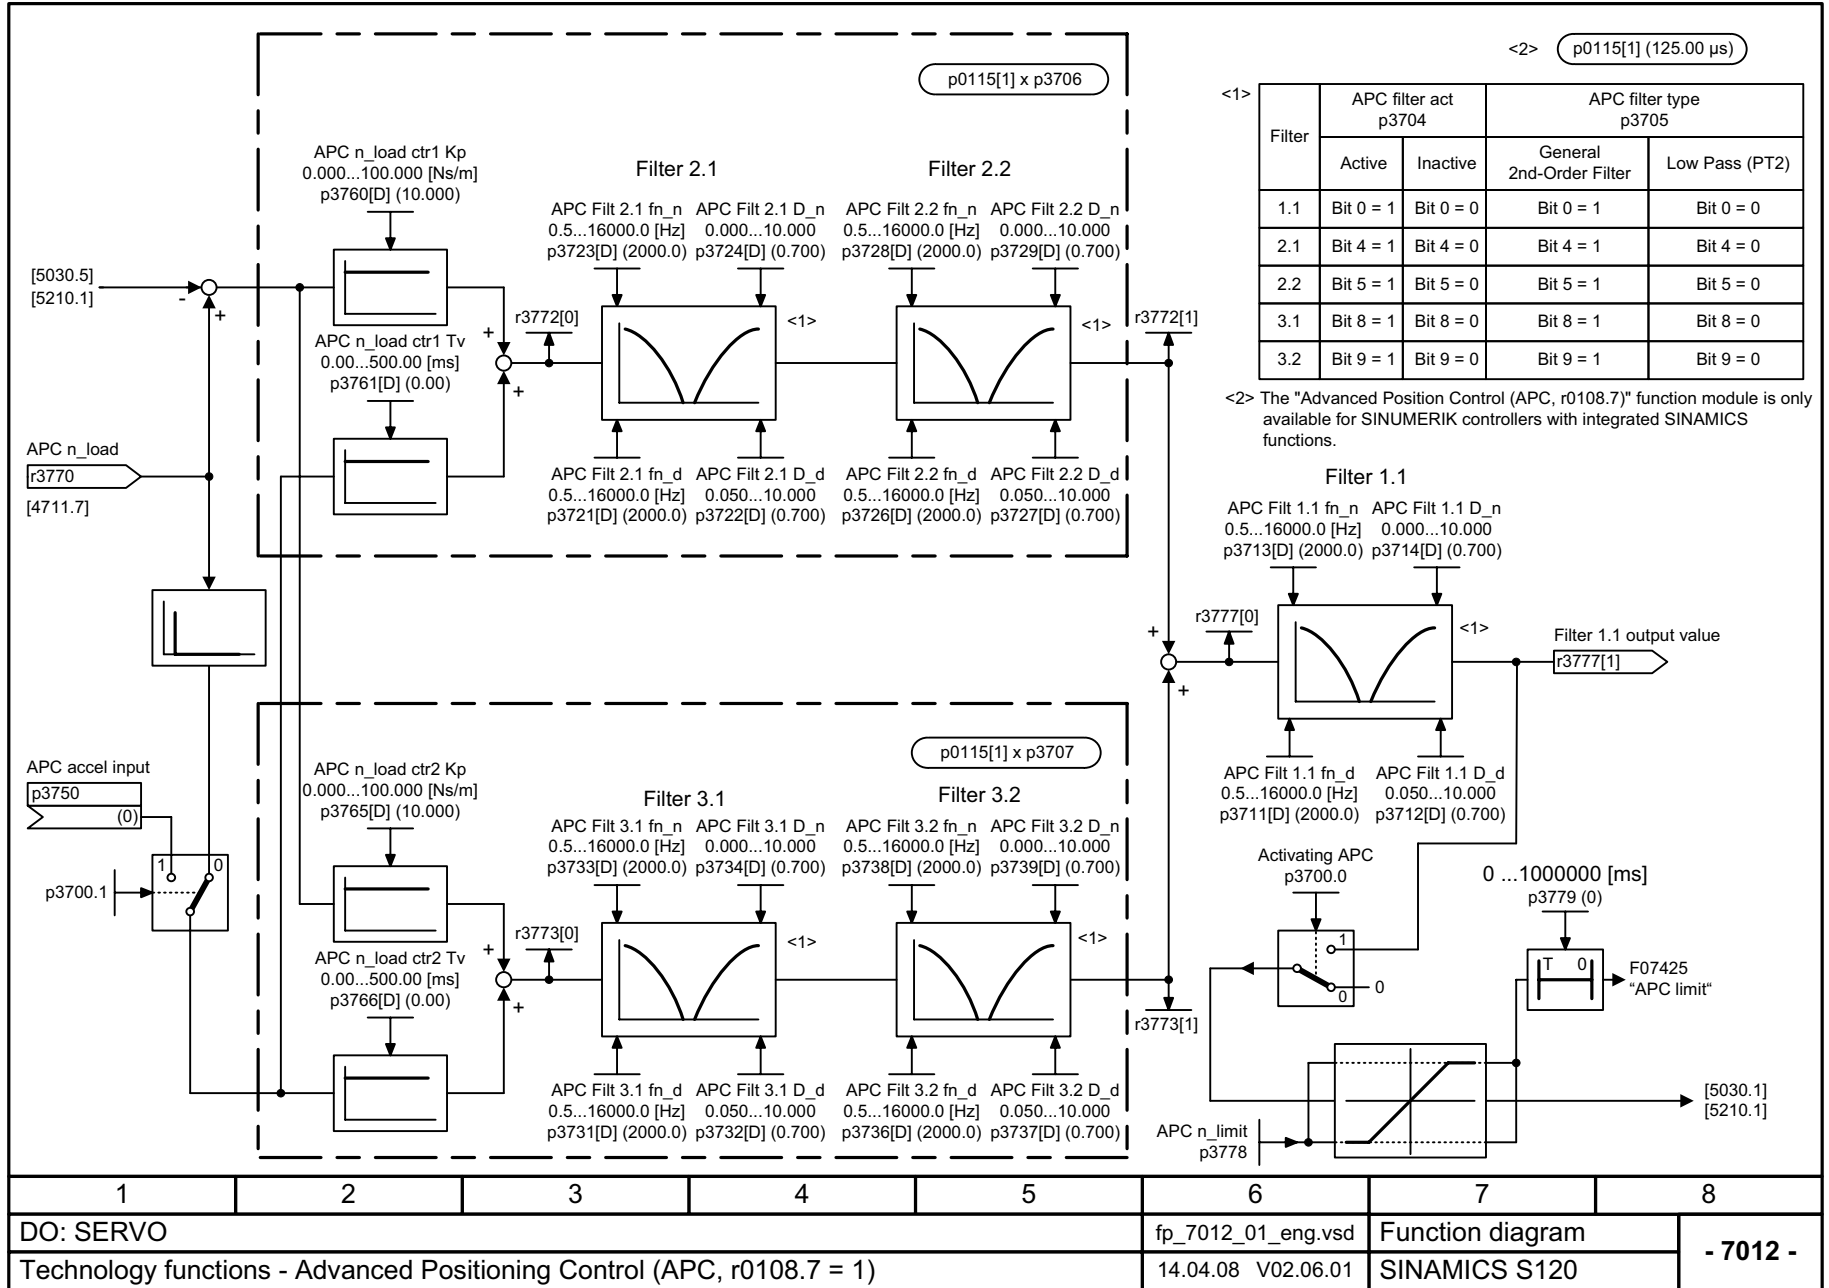 <2> p0115[1] (125.00 µs)
p0115[1] x p3706
<1>
Filter
APC filter act
p3704
APC filter type
p3705
Active
Inactive
General
2nd-Order Filter
Low Pass (PT2)
1.1 Bit 0 = 1 Bit 0 = 0 Bit 0 = 1 Bit 0 = 0
2.1 Bit 4 = 1 Bit 4 = 0 Bit 4 = 1 Bit 4 = 0
2.2 Bit 5 = 1 Bit 5 = 0 Bit 5 = 1 Bit 5 = 0
3.1 Bit 8 = 1 Bit 8 = 0 Bit 8 = 1 Bit 8 = 0
3.2 Bit 9 = 1 Bit 9 = 0 Bit 9 = 1 Bit 9 = 0
<2> The "Advanced Position Control (APC, r0108.7)" function module is only
available for SINUMERIK controllers with integrated SINAMICS
functions.
APC n_load ctr1 Kp
0.000...100.000 [Ns/m]
p3760[D] (10.000)
Filter 2.1
APC Filt 2.1 fn_n
0.5...16000.0 [Hz]
p3723[D] (2000.0)
APC Filt 2.1 D_n
0.000...10.000
p3724[D] (0.700)
Filter 2.2
APC Filt 2.2 fn_n
0.5...16000.0 [Hz]
p3728[D] (2000.0)
APC Filt 2.2 D_n
0.000...10.000
p3729[D] (0.700)
[5030.5]
[5210.1]
-
+
APC n_load ctr1 Tv
0.00...500.00 [ms]
p3761[D] (0.00)
+
+
r3772[0]
<1>
<1>
r3772[1]
APC Filt 2.1 fn_d
0.5...16000.0 [Hz]
p3721[D] (2000.0)
APC Filt 2.1 D_d
0.050...10.000
p3722[D] (0.700)
APC Filt 2.2 fn_d
0.5...16000.0 [Hz]
p3726[D] (2000.0)
APC Filt 2.2 D_d
0.050...10.000
p3727[D] (0.700)
APC n_load
r3770
[4711.7]
Filter 1.1
APC Filt 1.1 fn_n
0.5...16000.0 [Hz]
p3713[D] (2000.0)
APC Filt 1.1 D_n
0.000...10.000
p3714[D] (0.700)
+
+
r3777[0]
<1>
Filter 1.1 output value
r3777[1]
APC Filt 1.1 fn_d
0.5...16000.0 [Hz]
p3711[D] (2000.0)
APC Filt 1.1 D_d
0.050...10.000
p3712[D] (0.700)
p0115[1] x p3707
APC accel input
p3750
(0)
1 0
p3700.1
APC n_load ctr2 Kp
0.000...100.000 [Ns/m]
p3765[D] (10.000)
Filter 3.1
APC Filt 3.1 fn_n
0.5...16000.0 [Hz]
p3733[D] (2000.0)
APC Filt 3.1 D_n
0.000...10.000
p3734[D] (0.700)
Filter 3.2
APC Filt 3.2 fn_n
0.5...16000.0 [Hz]
p3738[D] (2000.0)
APC Filt 3.2 D_n
0.000...10.000
p3739[D] (0.700)
APC n_load ctr2 Tv
0.00...500.00 [ms]
p3766[D] (0.00)
+
+
r3773[0]
<1>
<1>
r3773[1]
APC Filt 3.1 fn_d
0.5...16000.0 [Hz]
p3731[D] (2000.0)
APC Filt 3.1 D_d
0.050...10.000
p3732[D] (0.700)
APC Filt 3.2 fn_d
0.5...16000.0 [Hz]
p3736[D] (2000.0)
APC Filt 3.2 D_d
0.050...10.000
p3737[D] (0.700)
Activating APC
p3700.0
1
0
0
0 ...1000000 [ms]
p3779 (0)
T 0
F07425
"APC limit"
APC n_limit
p3778
[5030.1]
[5210.1]
1 2 3 4 5 6 7 8
DO: SERVO
fp_7012_01_eng.vsd
Function diagram
- 7012 -
Technology functions - Advanced Positioning Control (APC, r0108.7 = 1)
14.04.08 V02.06.01
SINAMICS S120